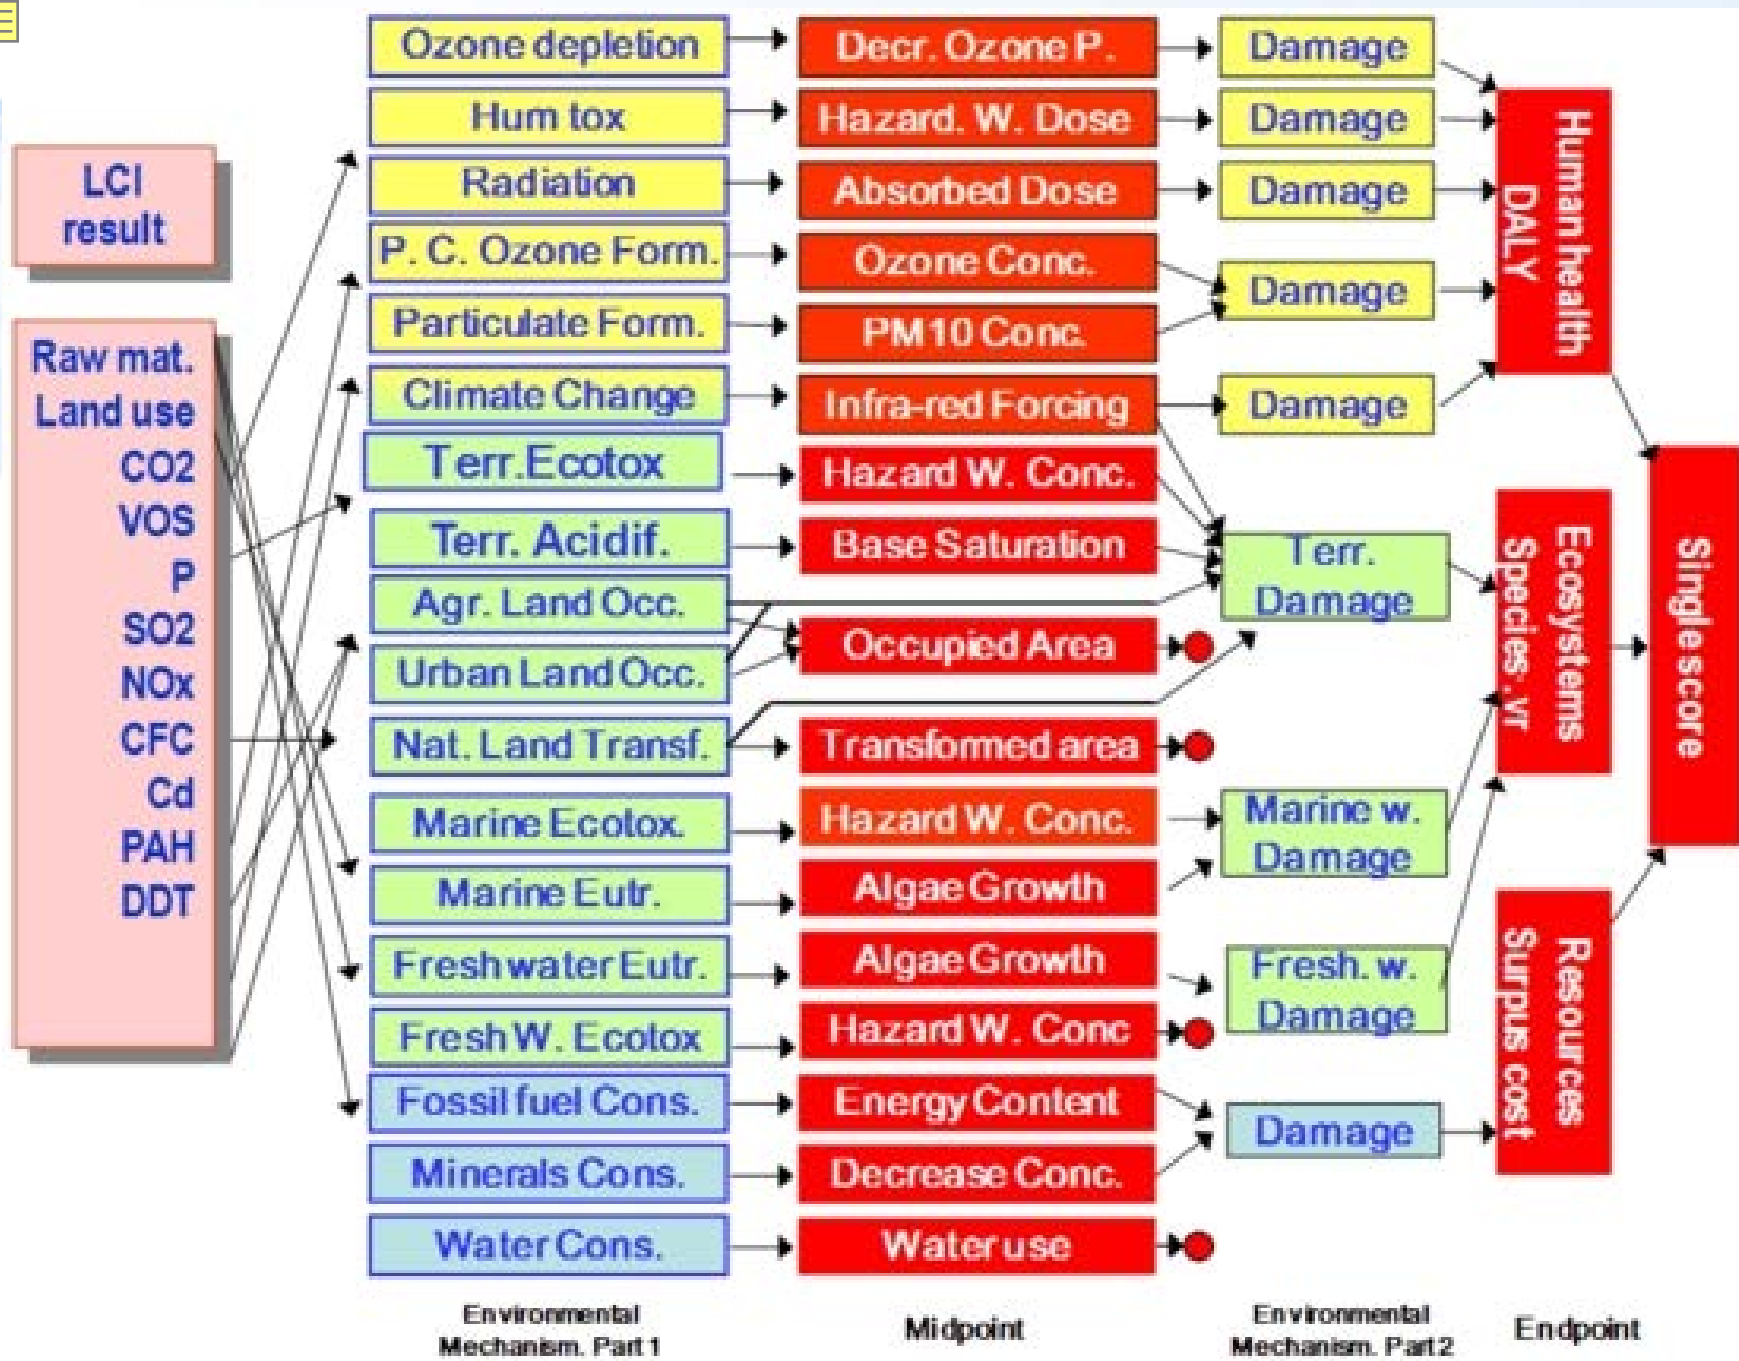 LCI
result
Raw mat.
Land use
CO2
VOS
P
SO2
NOx
CFC
Cd
PAH
DDT
Ozone depletion
Hum tox
Radiation
P. C. Ozone Form.
Particulate Form.
Climate Change
Terr.Ecotox
Terr. Acidif.
Agr. Land Occ.
Urban Land Occ.
Nat. Land Transf.
Marine Ecotox.
Marine Eutr.
Freshwater Eutr.
Fresh W. Ecotox
Fossil fuel Cons.
Minerals Cons.
Water Cons.
Environmental
Mechanism. Part 1
Decr. Ozone P.
Hazard. W. Dose
Absorbed Dose
Ozone Conc.
PM10 Conc.
Infra-red Forcing
Hazard W. Conc.
Base Saturation
Occupied Area
Transformed area
Hazard W. Conc.
Algae Growth
Algae Growth
Hazard W. Conc
Energy Content
Decrease Conc.
Water use
Midpoint
Damage
Damage
Damage
Damage
Damage
Terr.
Damage
Marine w.
Damage
Fresh. w.
Damage
Damage
Environmental
Mechanism. Part2
Human health
DALY
Ecosystems
Species .yr
Resources
Surpus cost
Endpoint
Single score